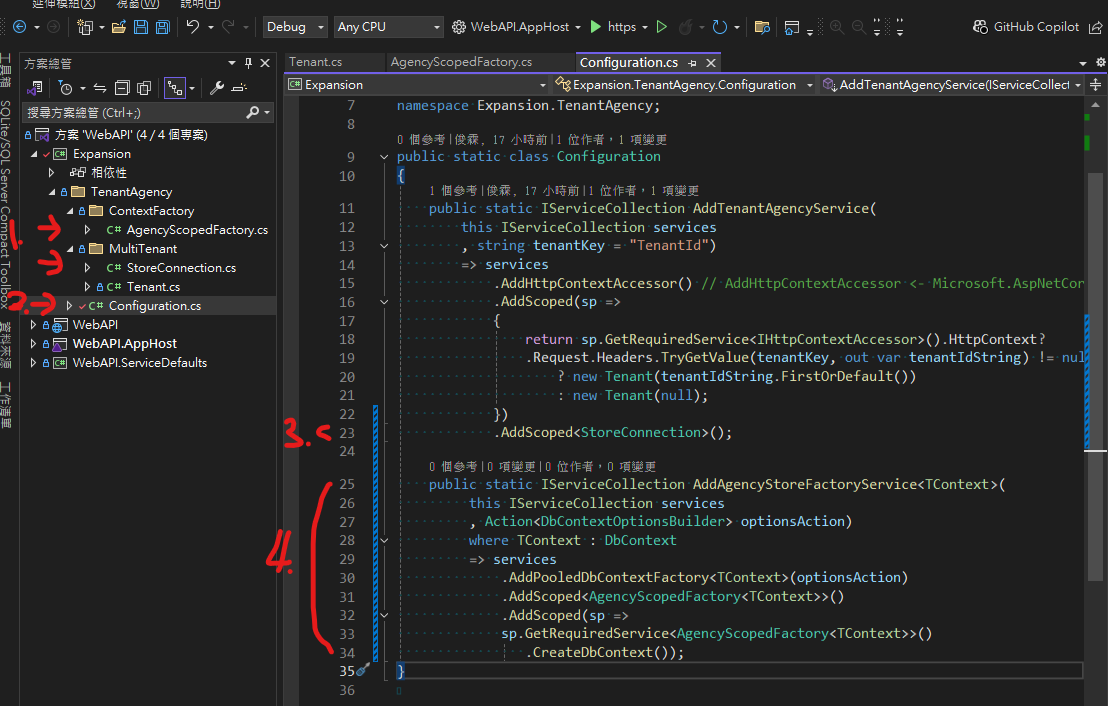 延伸模組(X) 視窗(W) 說明(H)
Debug Any CPU WebAPI.AppHost https GitHub Copilot
方案總管
搜尋方案總管 (Ctrl+;)
方案 'WebAPI' (4 / 4 個專案)
Expansion
相依性
TenantAgency
ContextFactory
1. C# AgencyScopedFactory.cs
MultiTenant
C# StoreConnection.cs
C# Tenant.cs
2. C# Configuration.cs
WebAPI
WebAPI.AppHost
WebAPI.ServiceDefaults
工具箱 SQLite/SQL Server Compact Toolbox 資料來源 工作清單
Tenant.cs AgencyScopedFactory.cs Configuration.cs
C# Expansion Expansion.TenantAgency.Configuration AddTenantAgencyService(IServiceCollect
7 namespace Expansion.TenantAgency;
8
0 個參考|俊霖, 17 小時前|1 位作者，1 項變更
9 public static class Configuration
10 {
1 個參考|俊霖, 17 小時前|1 位作者，1 項變更
11 public static IServiceCollection AddTenantAgencyService(
12 this IServiceCollection services
13 , string tenantKey = "TenantId")
14 => services
15 .AddHttpContextAccessor() // AddHttpContextAccessor <- Microsoft.AspNetCor
16 .AddScoped(sp =>
17 {
18 return sp.GetRequiredService<IHttpContextAccessor>().HttpContext?
19 .Request.Headers.TryGetValue(tenantKey, out var tenantIdString) != nul
20 ? new Tenant(tenantIdString.FirstOrDefault())
21 : new Tenant(null);
22 })
3. 23 .AddScoped<StoreConnection>();
24
0 個參考|0 項變更|0 位作者，0 項變更
25 public static IServiceCollection AddAgencyStoreFactoryService<TContext>(
26 this IServiceCollection services
27 , Action<DbContextOptionsBuilder> optionsAction)
28 where TContext : DbContext
4. 29 => services
30 .AddPooledDbContextFactory<TContext>(optionsAction)
31 .AddScoped<AgencyScopedFactory<TContext>>()
32 .AddScoped(sp =>
33 sp.GetRequiredService<AgencyScopedFactory<TContext>>()
34 .CreateDbContext());
35 }
36